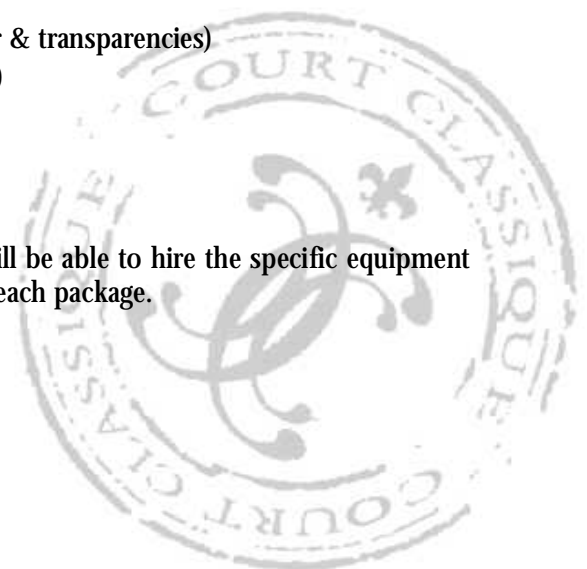 & transparencies)
)
ill be able to hire the specific equipment
each package.
COURT CLASSIQUE
COURT CLASSIQUE